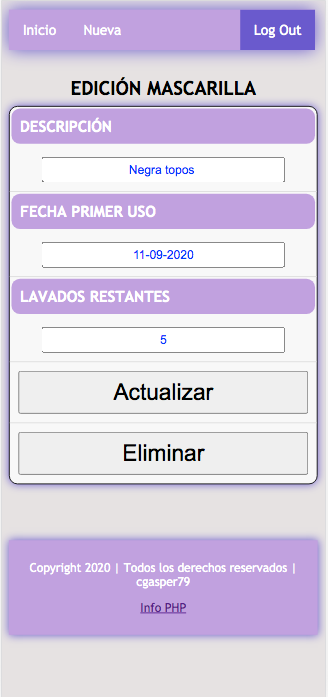 Inicio Nueva Log Out
EDICIÓN MASCARILLA
DESCRIPCIÓN
Negra topos
FECHA PRIMER USO
11-09-2020
LAVADOS RESTANTES
5
Actualizar
Eliminar
Copyright 2020 | Todos los derechos reservados |
cgasper79
Info PHP